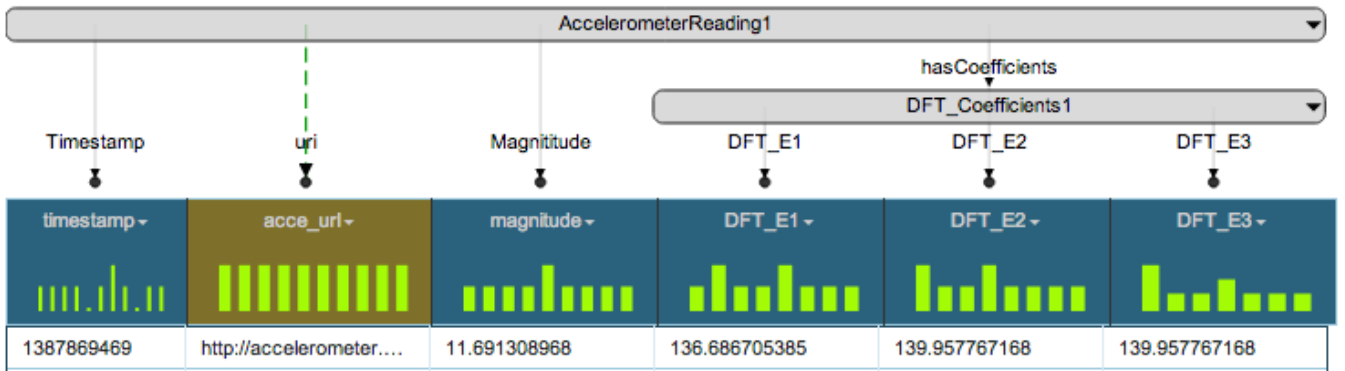 AccelerometerReading1
hasCoefficients
DFT_Coefficients1
Timestamp uri Magnititude DFT_E1 DFT_E2 DFT_E3
timestamp acce_url magnitude DFT_E1 DFT_E2 DFT_E3
1387869469 http://accelerometer.... 11.691308968 136.686705385 139.957767168 139.957767168